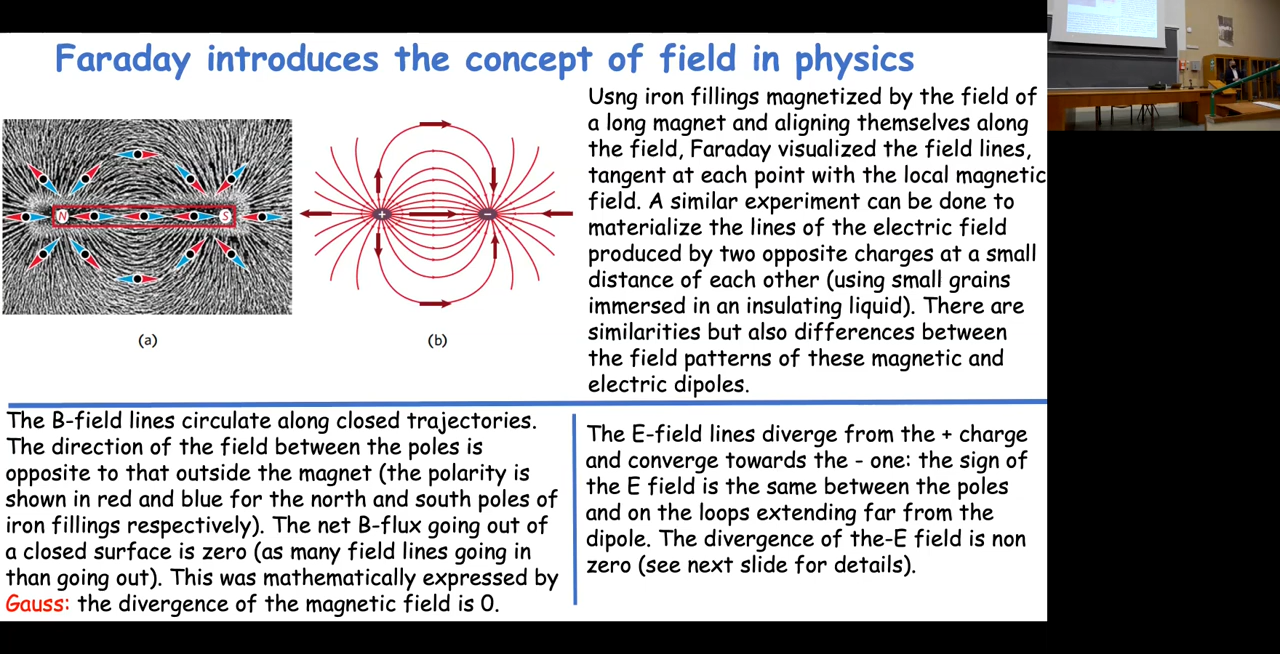 Faraday introduces the concept of field in physics
N
S
+
-
(a)
(b)
Usng iron fillings magnetized by the field of
a long magnet and aligning themselves along
the field, Faraday visualized the field lines,
tangent at each point with the local magnetic
field. A similar experiment can be done to
materialize the lines of the electric field
produced by two opposite charges at a small
distance of each other (using small grains
immersed in an insulating liquid). There are
similarities but also differences between
the field patterns of these magnetic and
electric dipoles.
The B-field lines circulate along closed trajectories.
The direction of the field between the poles is
opposite to that outside the magnet (the polarity is
shown in red and blue for the north and south poles of
iron fillings respectively). The net B-flux going out of
a closed surface is zero (as many field lines going in
than going out). This was mathematically expressed by
Gauss: the divergence of the magnetic field is 0.
The E-field lines diverge from the + charge
and converge towards the - one: the sign of
the E field is the same between the poles
and on the loops extending far from the
dipole. The divergence of the-E field is non
zero (see next slide for details).